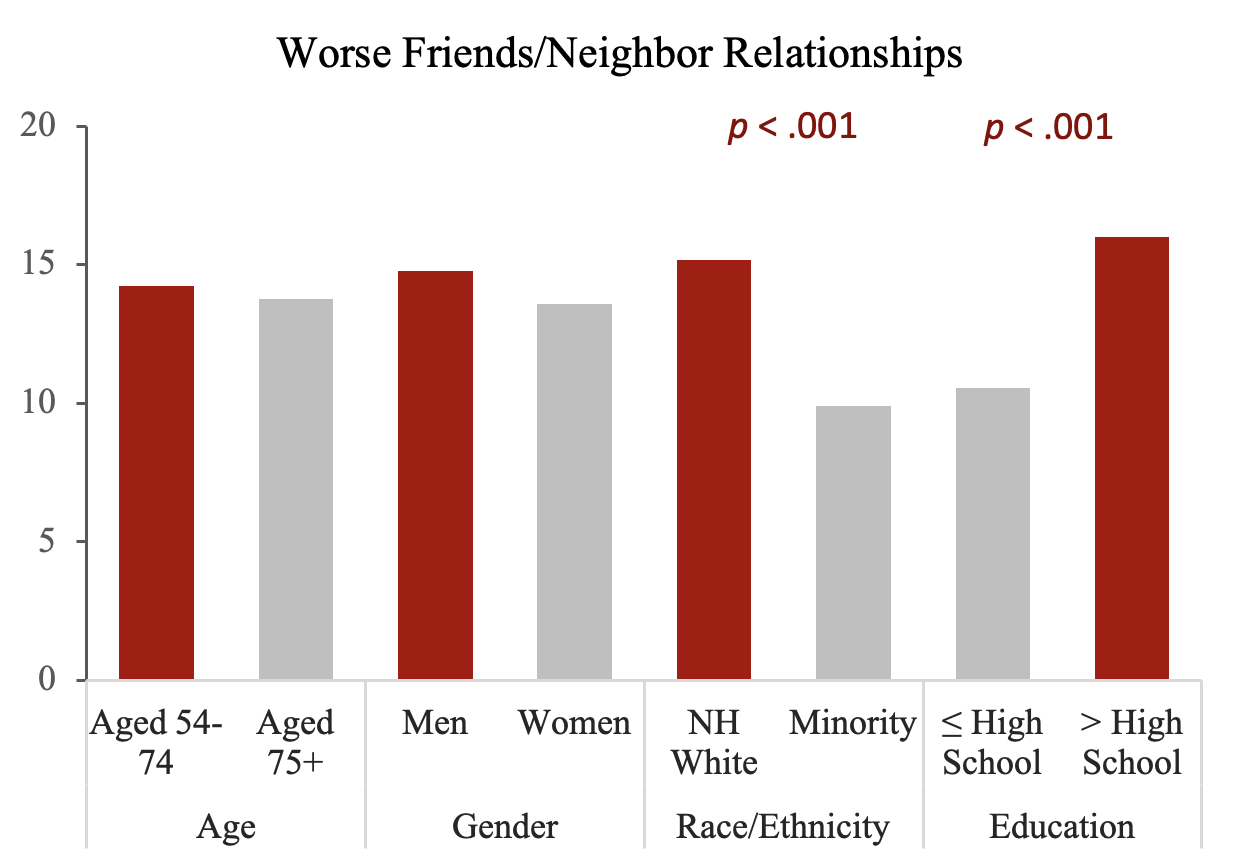 Worse Friends/Neighbor Relationships
20
p < .001
p < .001
15
10
5
0
Aged 54-
74
Aged
75+
Men
Women
NH
White
Minority
≤ High
School
> High
School
Age
Gender
Race/Ethnicity
Education